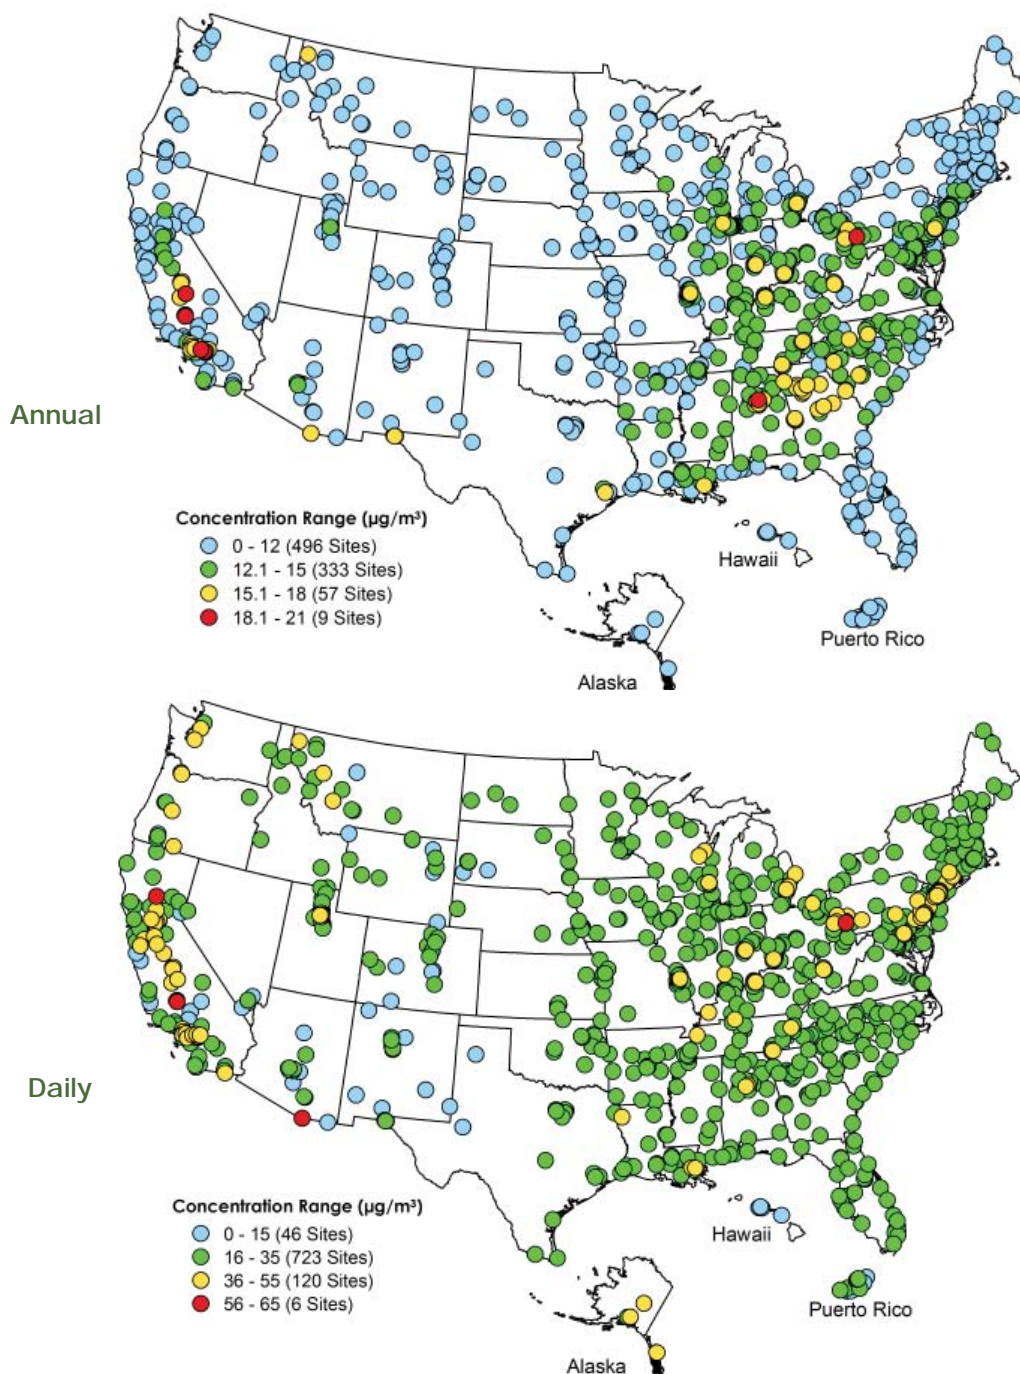 Annual
Concentration Range (µg/m³)
0 - 12 (496 Sites)
12.1 - 15 (333 Sites)
15.1 - 18 (57 Sites)
18.1 - 21 (9 Sites)
Hawaii
Puerto Rico
Alaska
Daily
Concentration Range (µg/m³)
0 - 15 (46 Sites)
16 - 35 (723 Sites)
36 - 55 (120 Sites)
56 - 65 (6 Sites)
Hawaii
Puerto Rico
Alaska